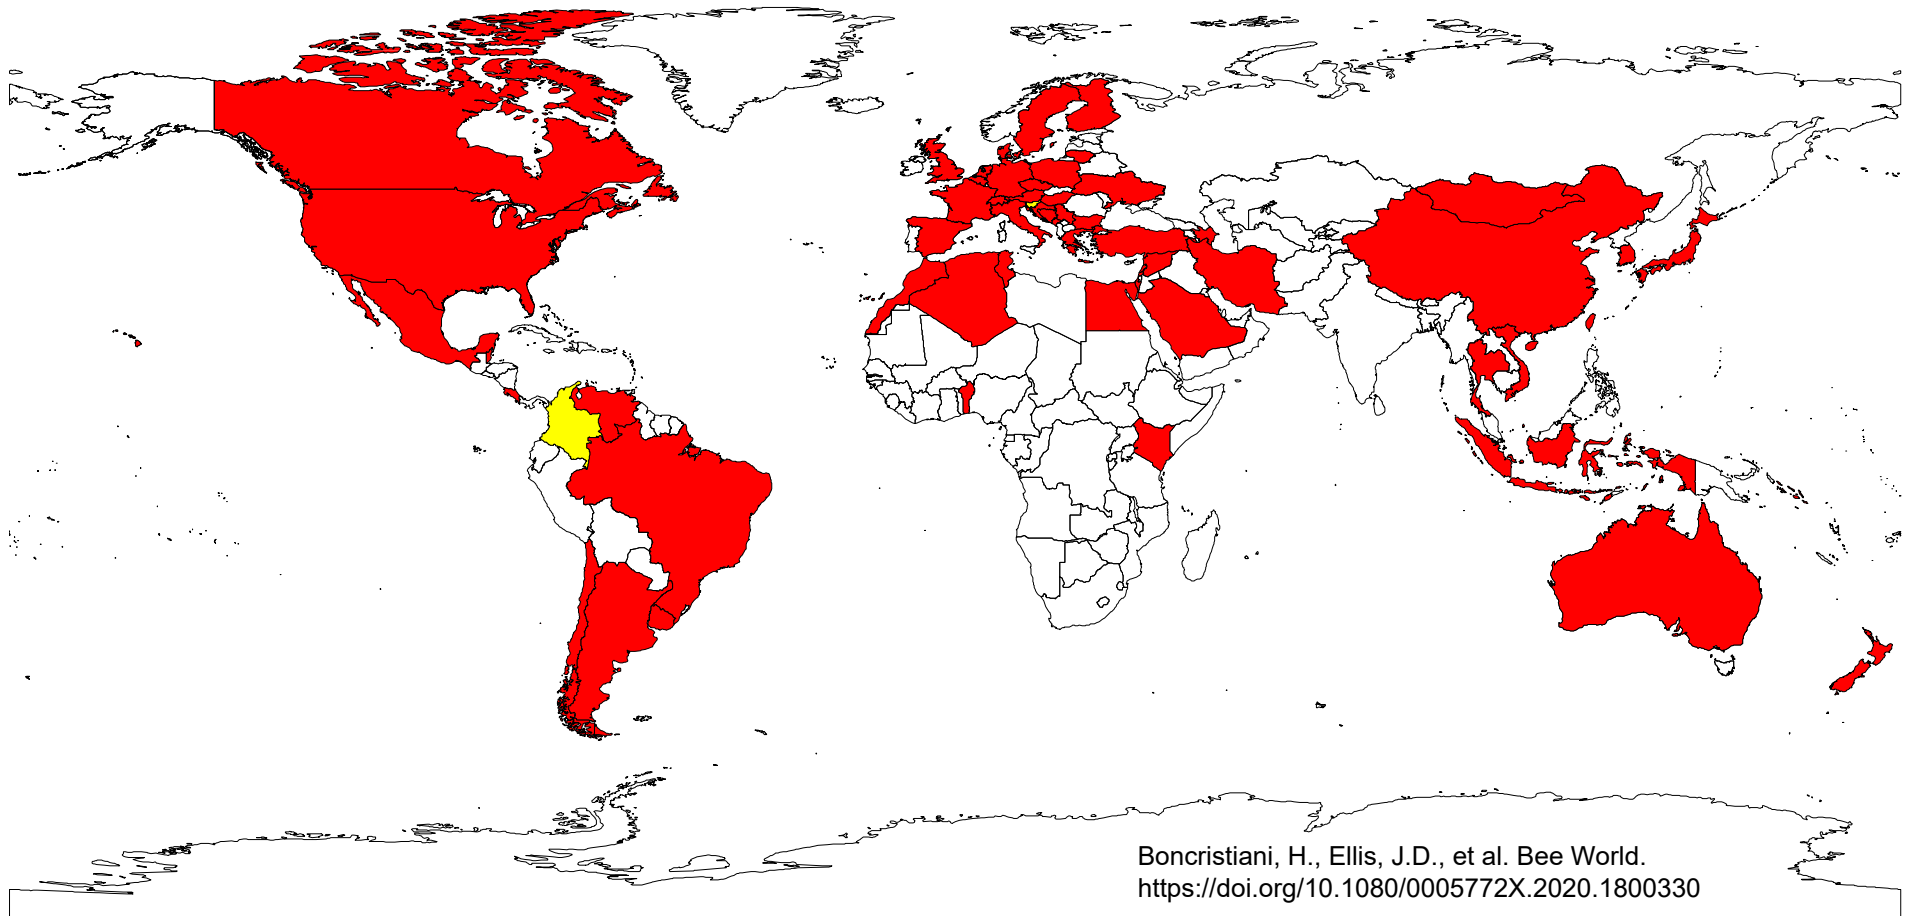 Boncristiani, H., Ellis, J.D., et al. Bee World.
https://doi.org/10.1080/0005772X.2020.1800330